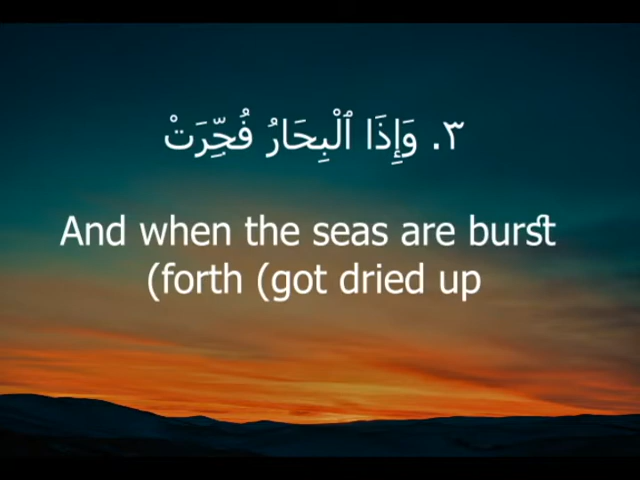 ٣. وَإِذَا ٱلْبِحَارُ فُجِّرَتْ
And when the seas are burst
(forth (got dried up